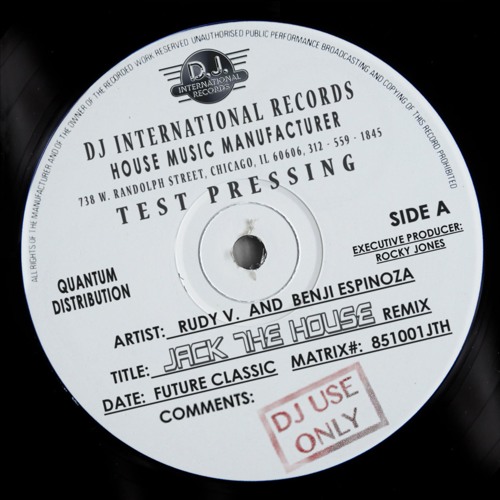 ALL RIGHTS OF THE MANUFACTURER AND OF THE OWNER OF THE RECORDED WORK RESERVED UNAUTHORISED PUBLIC PERFORMANCE BROADCASTING AND COPYING OF THIS RECORD PROHIBITED
D.J.
INTERNATIONAL
RECORDS
DJ INTERNATIONAL RECORDS
HOUSE MUSIC MANUFACTURER
738 W. RANDOLPH STREET, CHICAGO, IL 60606, 312 - 559 - 1845
TEST PRESSING
SIDE A
EXECUTIVE PRODUCER:
ROCKY JONES
QUANTUM
DISTRIBUTION
ARTIST: RUDY V. AND BENJI ESPINOZA
TITLE: JACK THE HOUSE REMIX
DATE: FUTURE CLASSIC MATRIX#: 851001JTH
COMMENTS:
DJ USE
ONLY